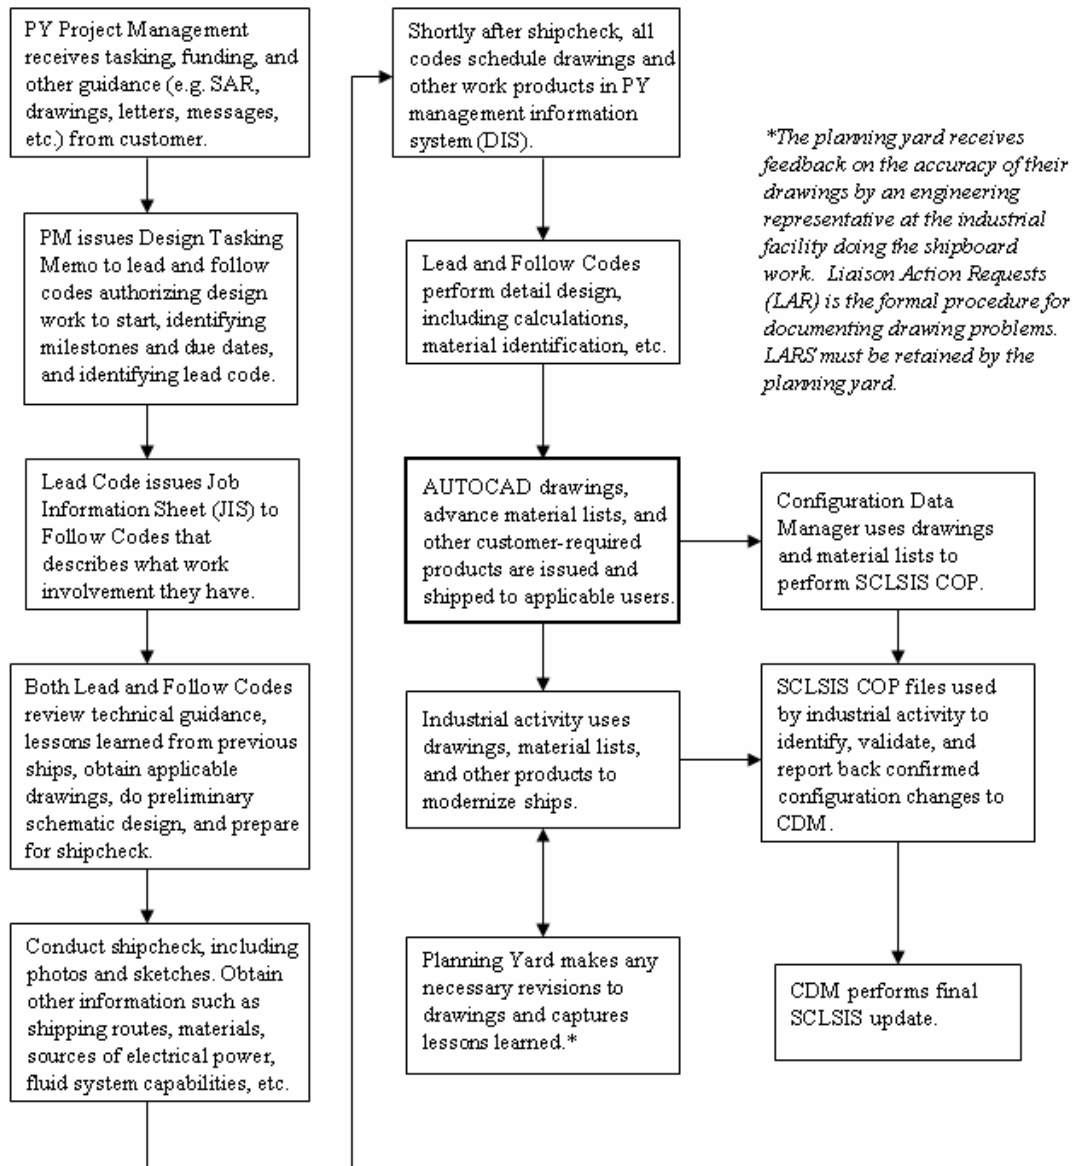 PY Project Management
receives tasking, funding, and
other guidance (e.g. SAR,
drawings, letters, messages,
etc.) from customer.
PM issues Design Tasking
Memo to lead and follow
codes authorizing design
work to start, identifying
milestones and due dates,
and identifying lead code.
Lead Code issues Job
Information Sheet (JIS) to
Follow Codes that
describes what work
involvement they have.
Both Lead and Follow Codes
review technical guidance,
lessons learned from previous
ships, obtain applicable
drawings, do preliminary
schematic design, and prepare
for shipcheck.
Conduct shipcheck, including
photos and sketches. Obtain
other information such as
shipping routes, materials,
sources of electrical power,
fluid system capabilities, etc.
Shortly after shipcheck, all
codes schedule drawings and
other work products in PY
management information
system (DIS).
Lead and Follow Codes
perform detail design,
including calculations,
material identification, etc.
AUTOCAD drawings,
advance material lists, and
other customer-required
products are issued and
shipped to applicable users.
Industrial activity uses
drawings, material lists,
and other products to
modernize ships.
Planning Yard makes any
necessary revisions to
drawings and captures
lessons learned.*
*The planning yard receives
feedback on the accuracy of their
drawings by an engineering
representative at the industrial
facility doing the shipboard
work. Liaison Action Requests
(LAR) is the formal procedure for
documenting drawing problems.
LARS must be retained by the
planning yard.
Configuration Data
Manager uses drawings
and material lists to
perform SCLSIS COP.
SCLSIS COP files used
by industrial activity to
identify, validate, and
report back confirmed
configuration changes to
CDM.
CDM performs final
SCLSIS update.